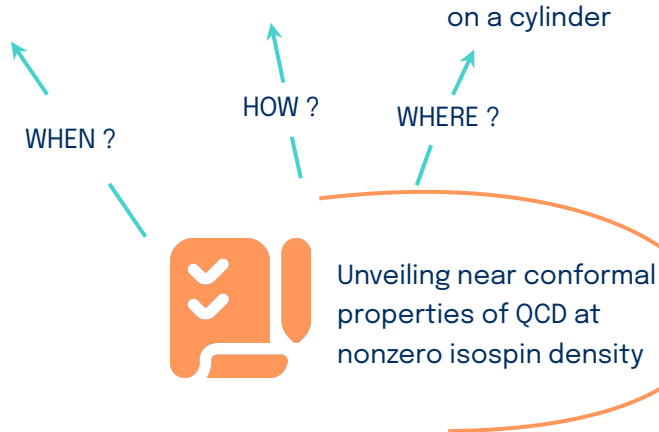 on a cylinder
HOW ?
WHERE ?
WHEN ?
Unveiling near conformal
properties of QCD at
nonzero isospin density